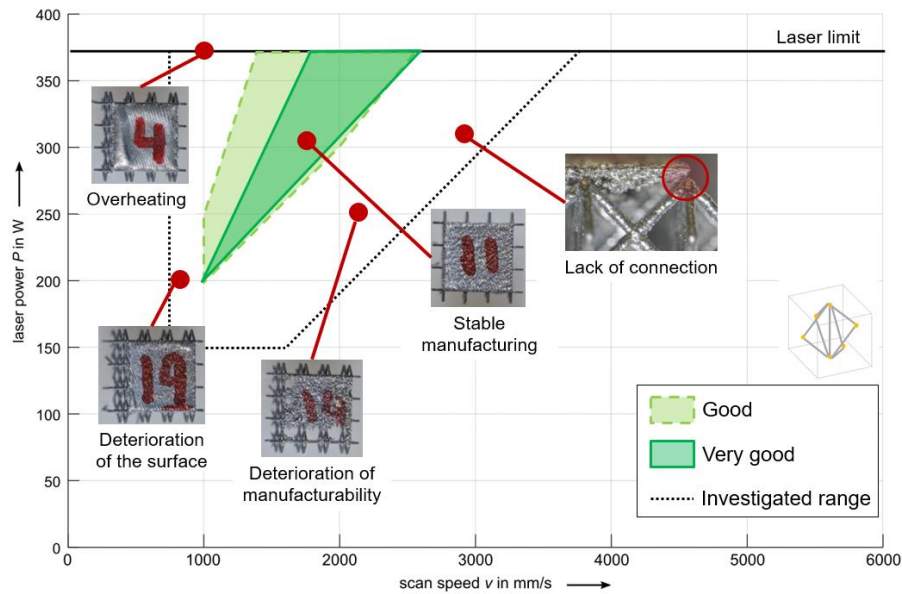 400
350
300
250
200
150
100
50
0
laser power P in W
0
1000
2000
3000
4000
5000
6000
scan speed v in mm/s
Laser limit
4
Overheating
11
Stable
manufacturing
Lack of connection
19
Deterioration
of the surface
14
Deterioration of
manufacturability
Good
Very good
Investigated range